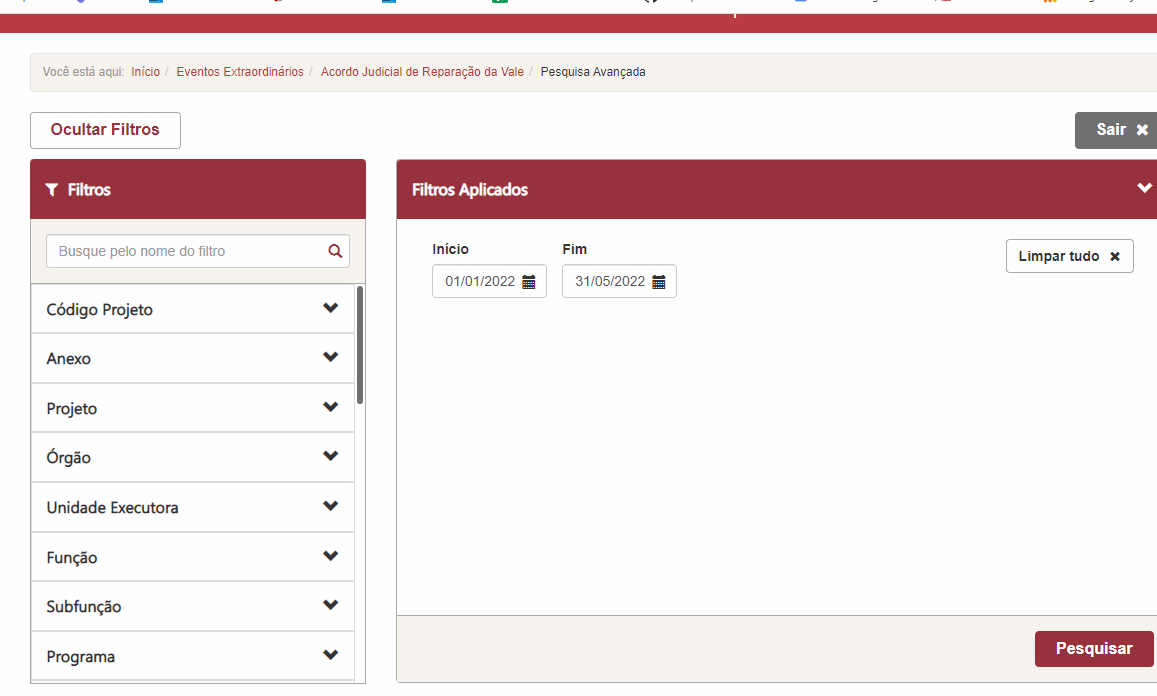 Você está aqui: Início / Eventos Extraordinários / Acordo Judicial de Reparação da Vale / Pesquisa Avançada
Ocultar Filtros
Sair ✖
Filtros
Busque pelo nome do filtro
Código Projeto
Anexo
Projeto
Órgão
Unidade Executora
Função
Subfunção
Programa
Filtros Aplicados
Início
Fim
01/01/2022
31/05/2022
Limpar tudo ✖
Pesquisar